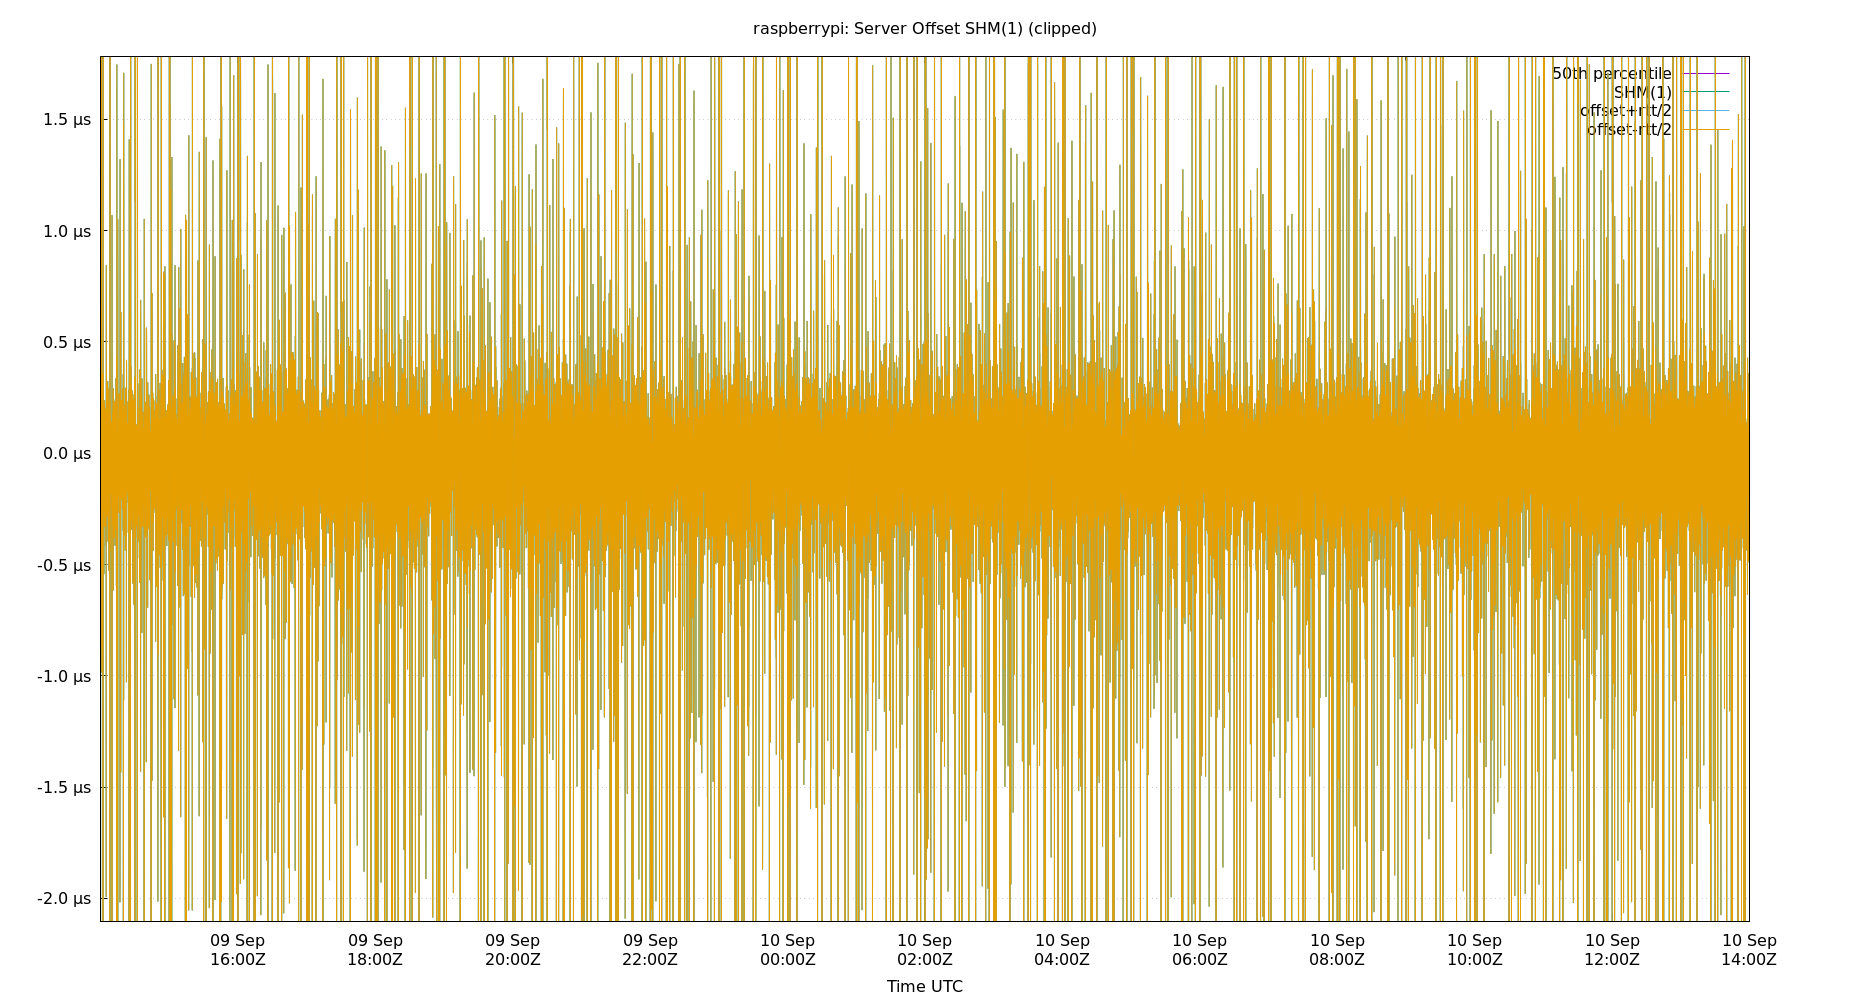 raspberrypi: Server Offset SHM(1) (clipped)
50th percentile
SHM(1)
offset+rtt/2
offset-rtt/2
1.5 µs
1.0 µs
0.5 µs
0.0 µs
-0.5 µs
-1.0 µs
-1.5 µs
-2.0 µs
09 Sep 09 Sep 09 Sep 09 Sep 10 Sep 10 Sep 10 Sep 10 Sep 10 Sep 10 Sep 10 Sep 10 Sep
16:00Z 18:00Z 20:00Z 22:00Z 00:00Z 02:00Z 04:00Z 06:00Z 08:00Z 10:00Z 12:00Z 14:00Z
Time UTC